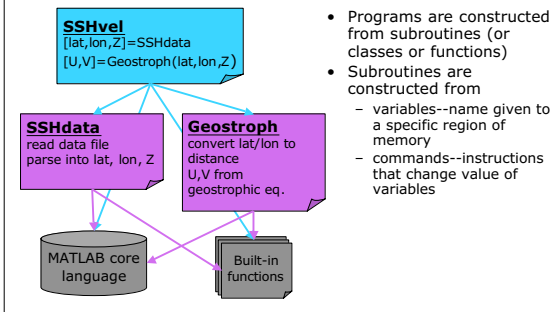 SSHvel
[lat,lon,Z]=SSHdata
[U,V]=Geostroph(lat,lon,Z)
SSHdata
read data file
parse into lat, lon, Z
Geostroph
convert lat/lon to
distance
U,V from
geostrophic eq.
MATLAB core
language
Built-in
functions
• Programs are constructed
from subroutines (or
classes or functions)
• Subroutines are
constructed from
– variables--name given to
a specific region of
memory
– commands--instructions
that change value of
variables